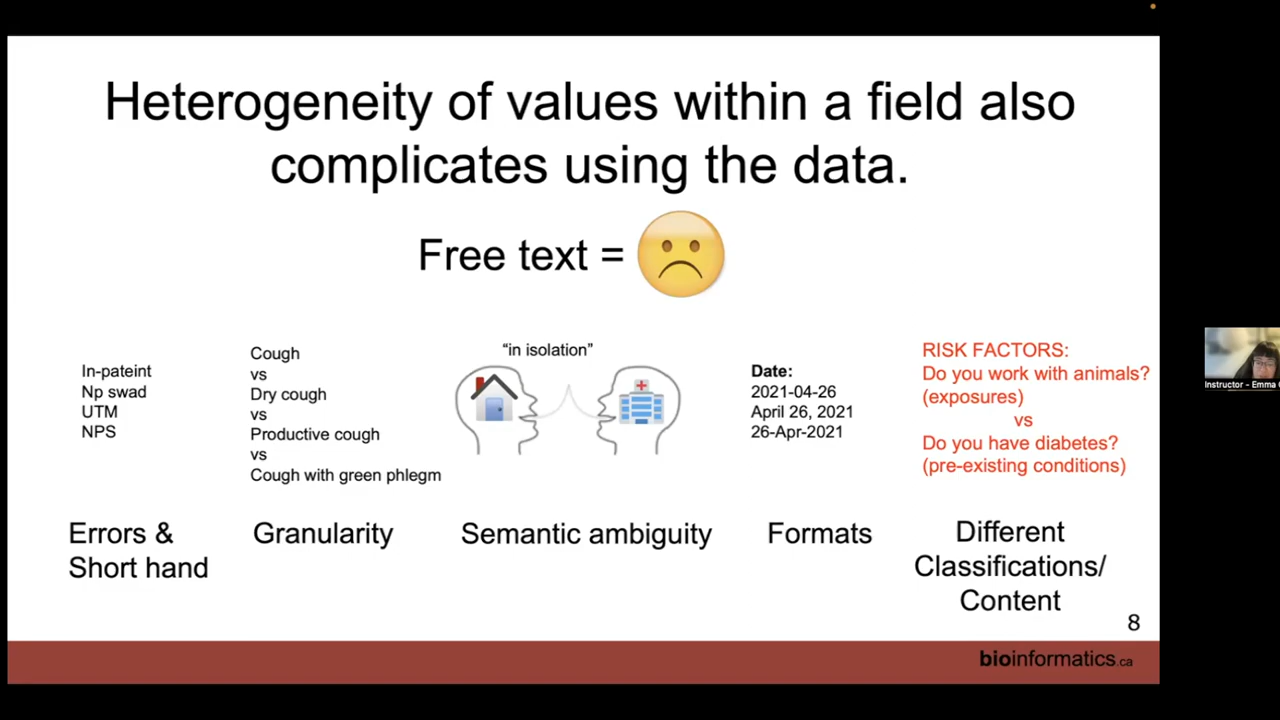 Heterogeneity of values within a field also
complicates using the data.
Free text =
In-pateint
Np swad
UTM
NPS
Errors &
Short hand
Cough
vs
Dry cough
vs
Productive cough
vs
Cough with green phlegm
Granularity
“in isolation”
Semantic ambiguity
Date:
2021-04-26
April 26, 2021
26-Apr-2021
Formats
RISK FACTORS:
Do you work with animals?
(exposures)
vs
Do you have diabetes?
(pre-existing conditions)
Different
Classifications/
Content
8
bioinformatics.ca
Instructor - Emma